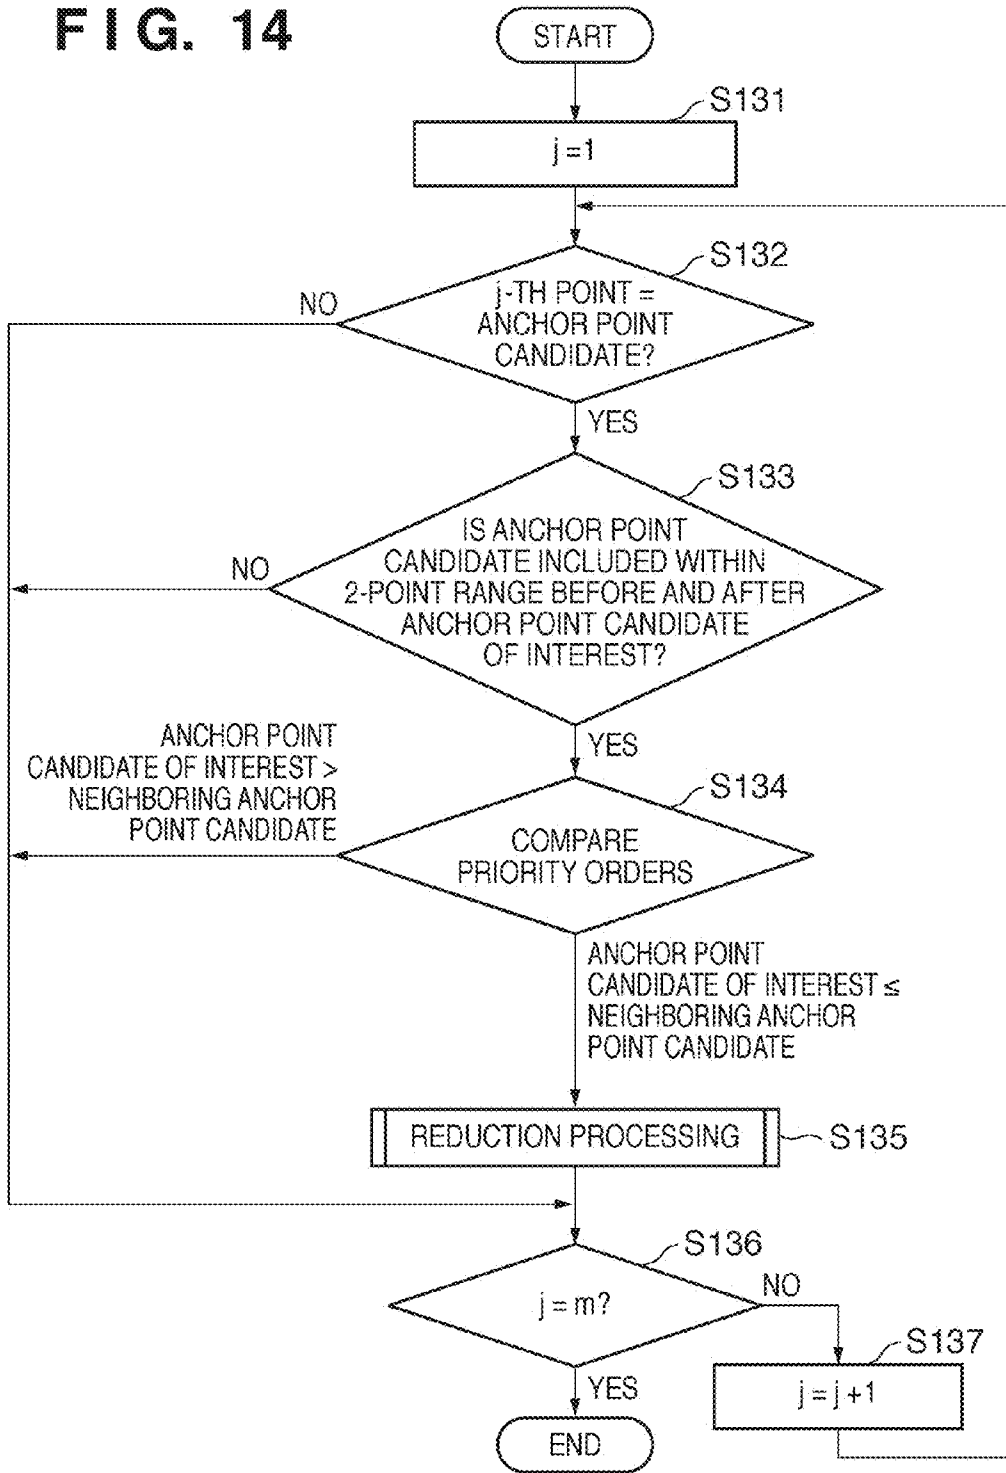 FIG. 14
START
S131
j=1
S132
j-TH POINT =
ANCHOR POINT
CANDIDATE?
NO
YES
S133
IS ANCHOR POINT
CANDIDATE INCLUDED WITHIN
2-POINT RANGE BEFORE AND AFTER
ANCHOR POINT CANDIDATE
OF INTEREST?
NO
YES
ANCHOR POINT
CANDIDATE OF INTEREST >
NEIGHBORING ANCHOR
POINT CANDIDATE
S134
COMPARE
PRIORITY ORDERS
ANCHOR POINT
CANDIDATE OF INTEREST ≤
NEIGHBORING ANCHOR
POINT CANDIDATE
REDUCTION PROCESSING
S135
S136
j = m?
NO
YES
S137
j = j +1
END